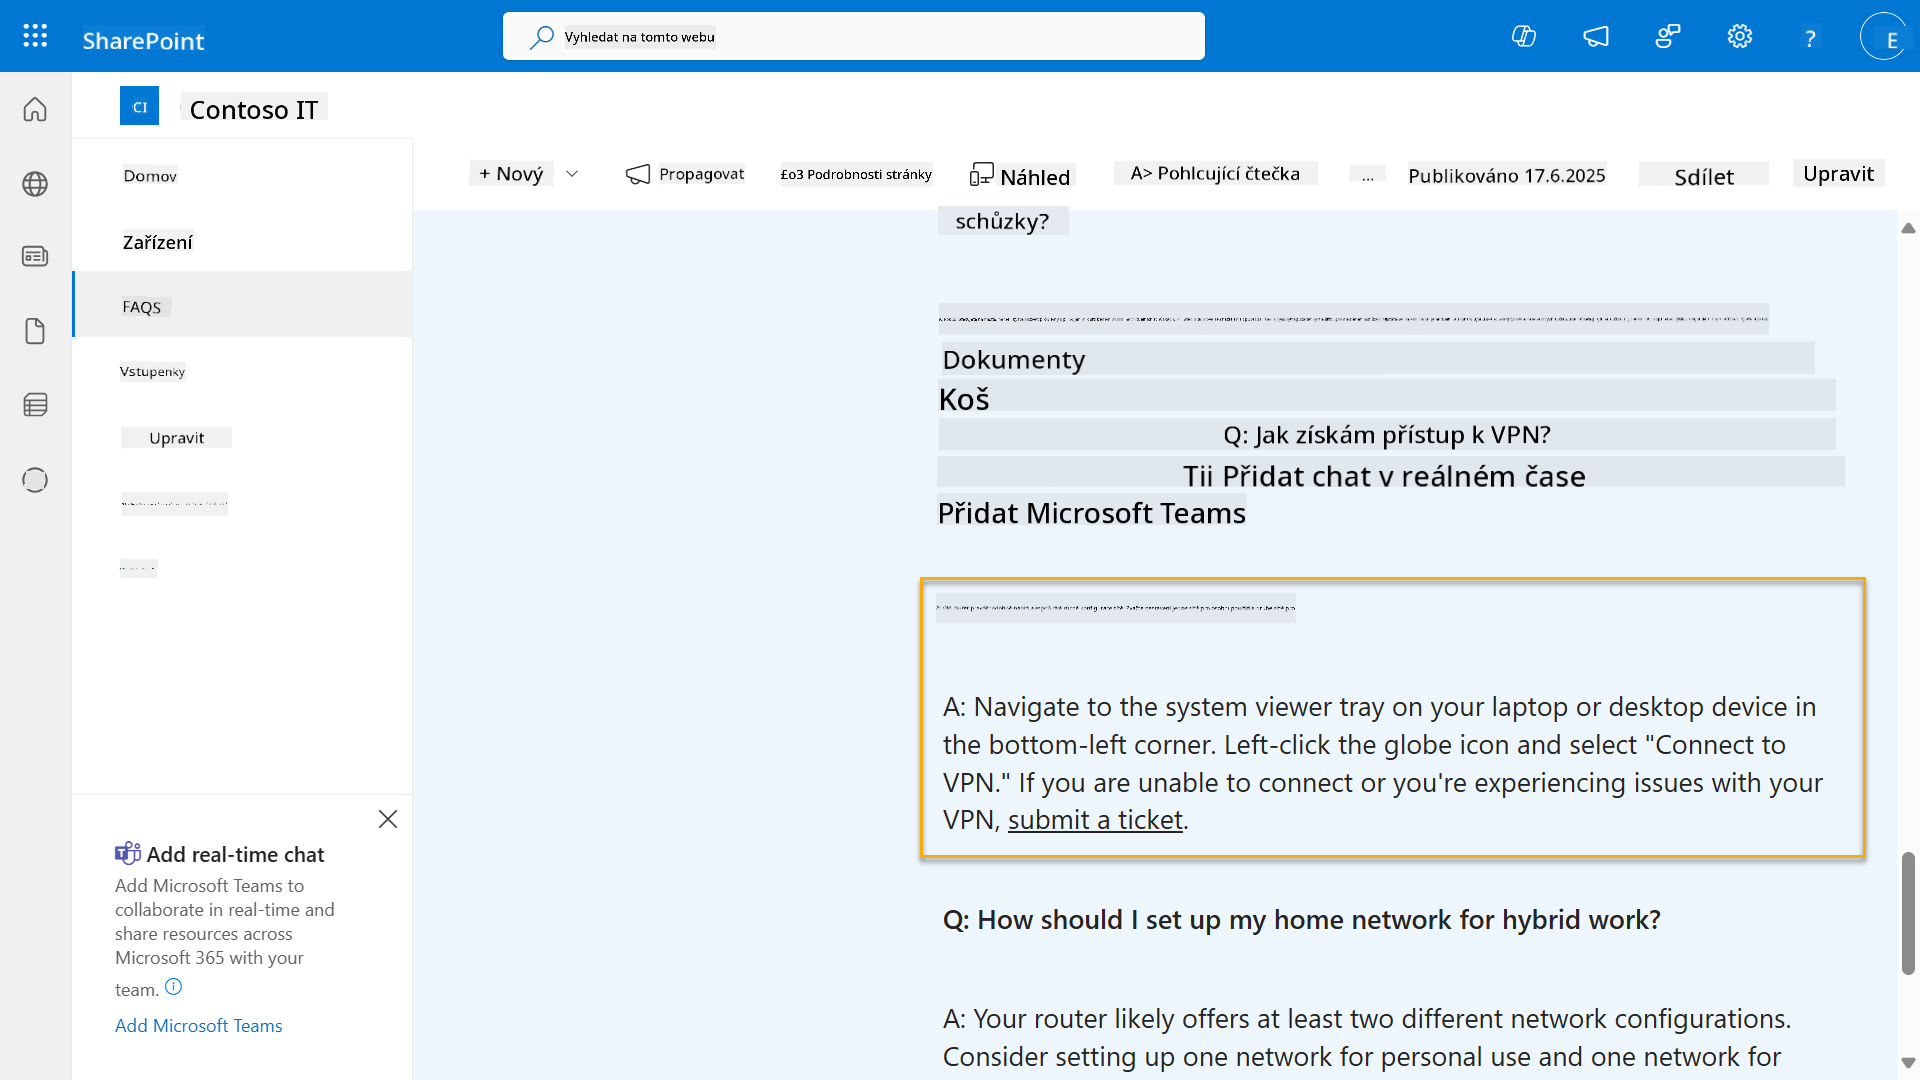 SharePoint
Vyhledat na tomto webu
?
E
CI
Contoso IT
Domov
Zařízení
FAQS
Vstupenky
Upravit
+ Nový
Propagovat
£o3 Podrobnosti stránky
Náhled
A> Pohlcující čtečka
...
Publikováno 17.6.2025
Sdílet
Upravit
schůzky?
Dokumenty
Koš
Q: Jak získám přístup k VPN?
Tii Přidat chat v reálném čase
Přidat Microsoft Teams
A: Navigate to the system viewer tray on your laptop or desktop device in
the bottom-left corner. Left-click the globe icon and select "Connect to
VPN." If you are unable to connect or you're experiencing issues with your
VPN, submit a ticket.
Q: How should I set up my home network for hybrid work?
A: Your router likely offers at least two different network configurations.
Consider setting up one network for personal use and one network for
Add real-time chat
Add Microsoft Teams to
collaborate in real-time and
share resources across
Microsoft 365 with your
team.
Add Microsoft Teams